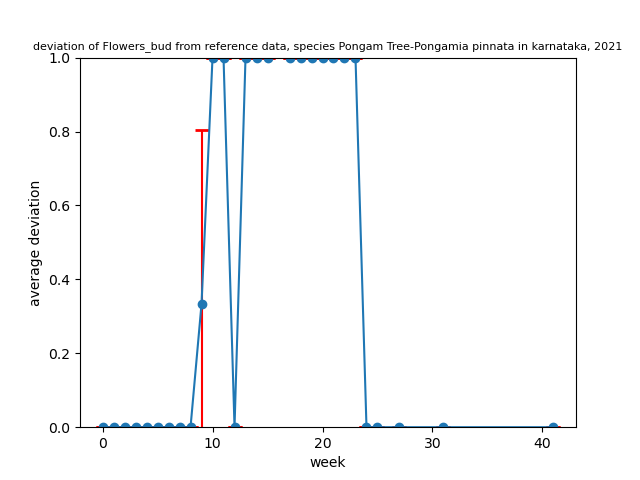 deviation of Flowers_bud from reference data, species Pongam Tree-Pongamia pinnata in karnataka, 2021
1.0
0.8
0.6
0.4
0.2
0.0
average deviation
0 10 20 30 40
week